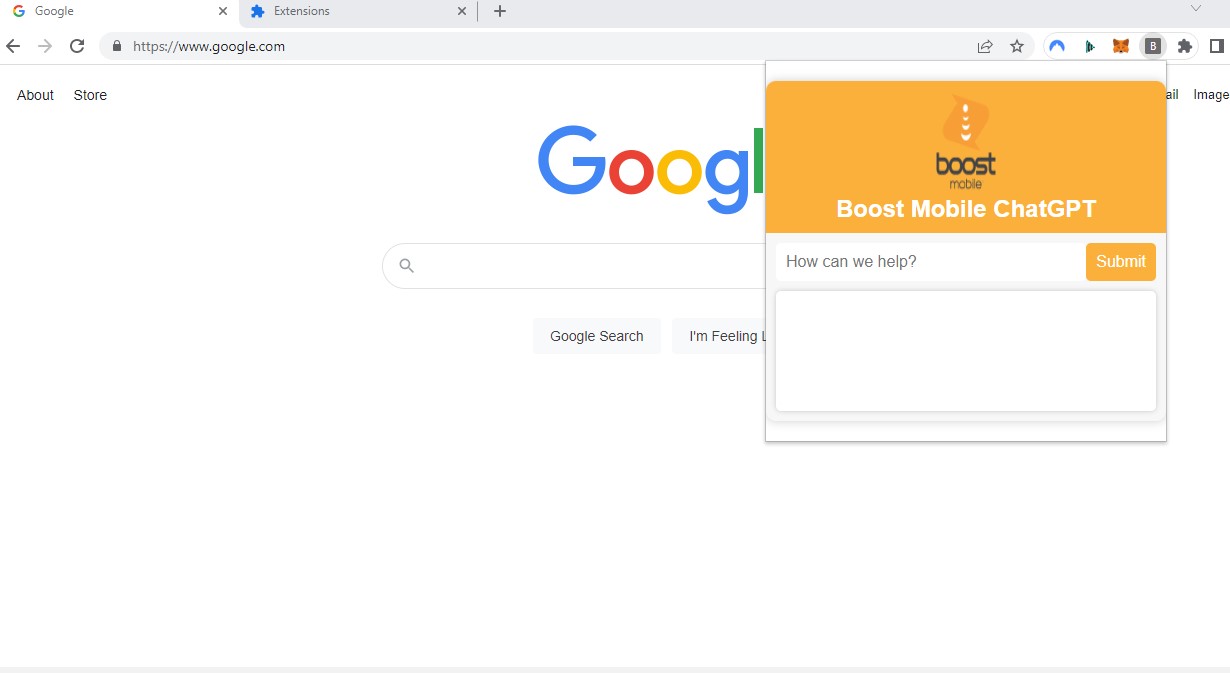 Google
Extensions
https://www.google.com
B
About
Store
ail
Image
Googl
boost
mobile
Boost Mobile ChatGPT
How can we help?
Submit
Google Search
I'm Feeling L